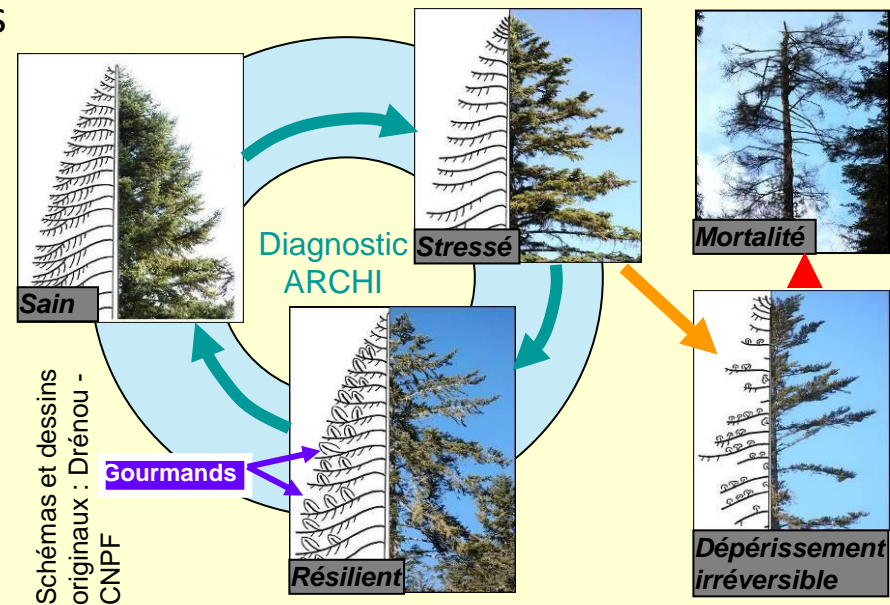 s
Sain
Diagnostic
ARCHI
Stressé
Mortalité
Gourmands
Résilient
Dépérissement
irréversible
Schémas et dessins
originaux : Drénou -
CNPF